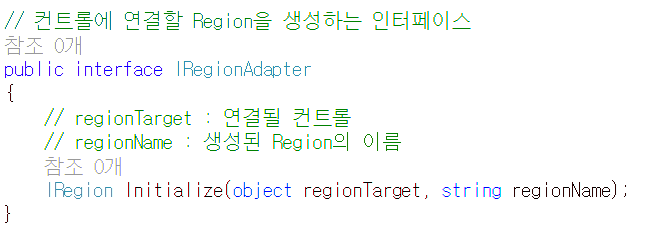 // 컨트롤에 연결할 Region을 생성하는 인터페이스
참조 0개
public interface IRegionAdapter
{
// regionTarget : 연결될 컨트롤
// regionName : 생성된 Region의 이름
참조 0개
IRegion Initialize(object regionTarget, string regionName);
}